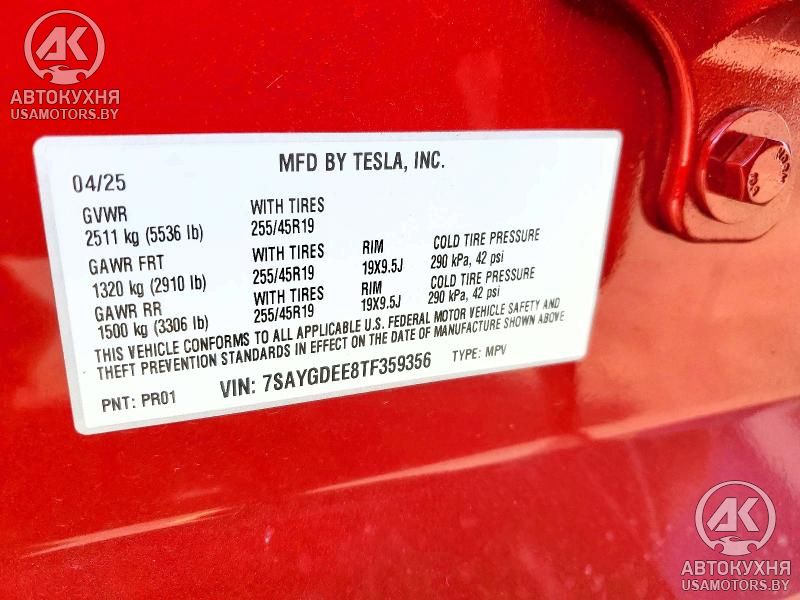 AK
АВТОКУХНЯ
USAMOTORS.BY
MFD BY TESLA, INC.
04/25
GVWR WITH TIRES
2511 kg (5536 lb) 255/45R19
GAWR FRT WITH TIRES RIM COLD TIRE PRESSURE
1320 kg (2910 lb) 255/45R19 19X9.5J 290 kPa, 42 psi
GAWR RR WITH TIRES RIM COLD TIRE PRESSURE
1500 kg (3306 lb) 255/45R19 19X9.5J 290 kPa, 42 psi
THIS VEHICLE CONFORMS TO ALL APPLICABLE U.S. FEDERAL MOTOR VEHICLE SAFETY AND
THEFT PREVENTION STANDARDS IN EFFECT ON THE DATE OF MANUFACTURE SHOWN ABOVE
PNT: PR01 VIN: 7SAYGDEE8TF359356 TYPE: MPV
AK
АВТОКУХНЯ
USAMOTORS.BY